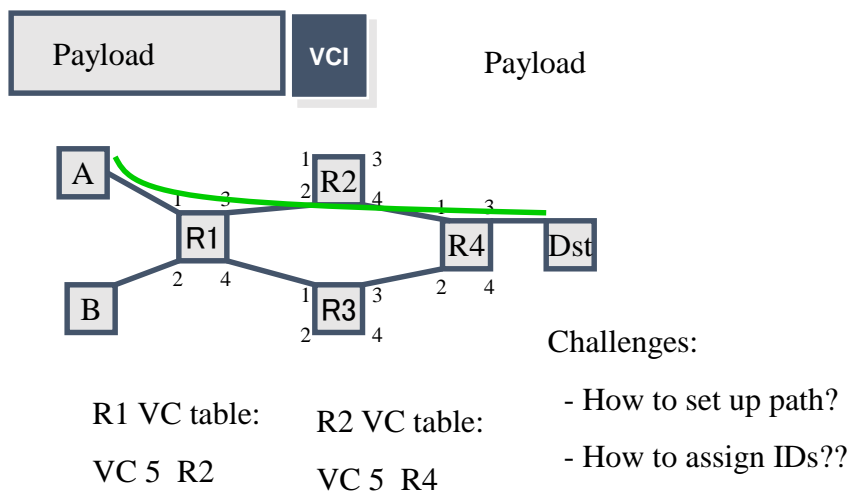 Payload
VCI
Payload
A
1
3
R2
1
2
3
4
R1
1
3
2
4
R4
1
3
2
4
Dst
B
R3
1
2
3
4
Challenges:
- How to set up path?
- How to assign IDs??
R1 VC table:
VC 5 R2
R2 VC table:
VC 5 R4